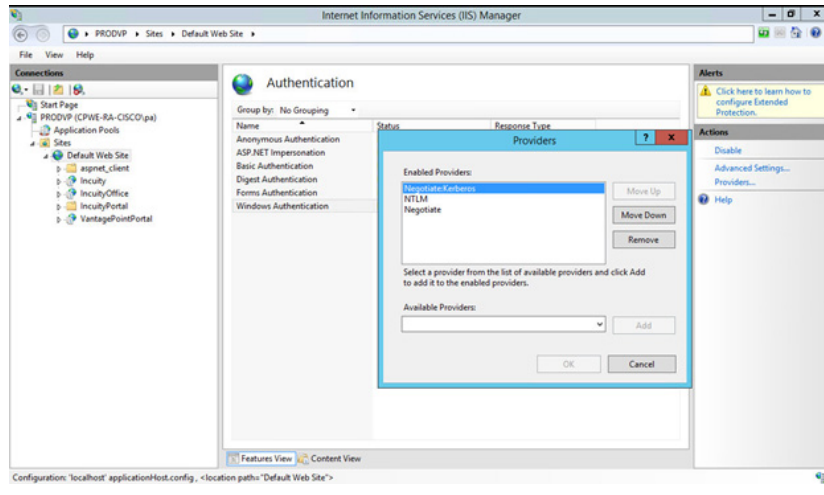 Internet Information Services (IIS) Manager
PRODVP ▸ Sites ▸ Default Web Site ▸
File View Help
Connections
Start Page
PRODVP (CPWE-RA-CISCO\pa)
Application Pools
Sites
Default Web Site
aspnet_client
Incuity
IncuityOffice
IncuityPortal
VantagePointPortal
Authentication
Group by: No Grouping
Name Status Response Type
Anonymous Authentication
ASP.NET Impersonation
Basic Authentication
Digest Authentication
Forms Authentication
Windows Authentication
Providers
? X
Enabled Providers:
Negotiate:Kerberos
NTLM
Negotiate
Move Up
Move Down
Remove
Select a provider from the list of available providers and click Add
to add it to the enabled providers.
Available Providers:
Add
OK Cancel
Features View Content View
Alerts
Click here to learn how to
configure Extended
Protection.
Actions
Disable
Advanced Settings...
Providers...
Help
Configuration: 'localhost' applicationHost.config , <location path="Default Web Site">